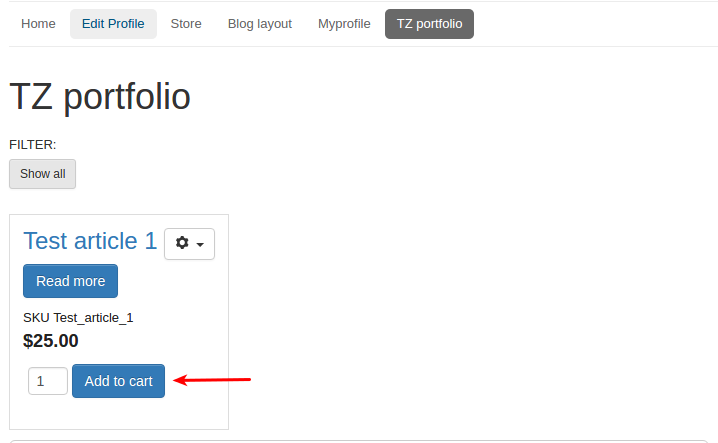 Home Edit Profile Store Blog layout Myprofile TZ portfolio
TZ portfolio
FILTER:
Show all
Test article 1
Read more
SKU Test_article_1
$25.00
1 Add to cart